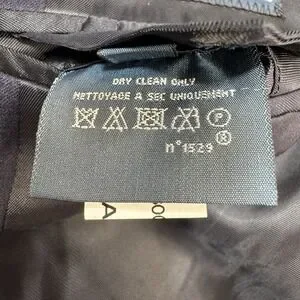 DRY CLEAN ONLY
NETTOYAGE A SEC UNIQUEMENT
P
n°1529 ®
A